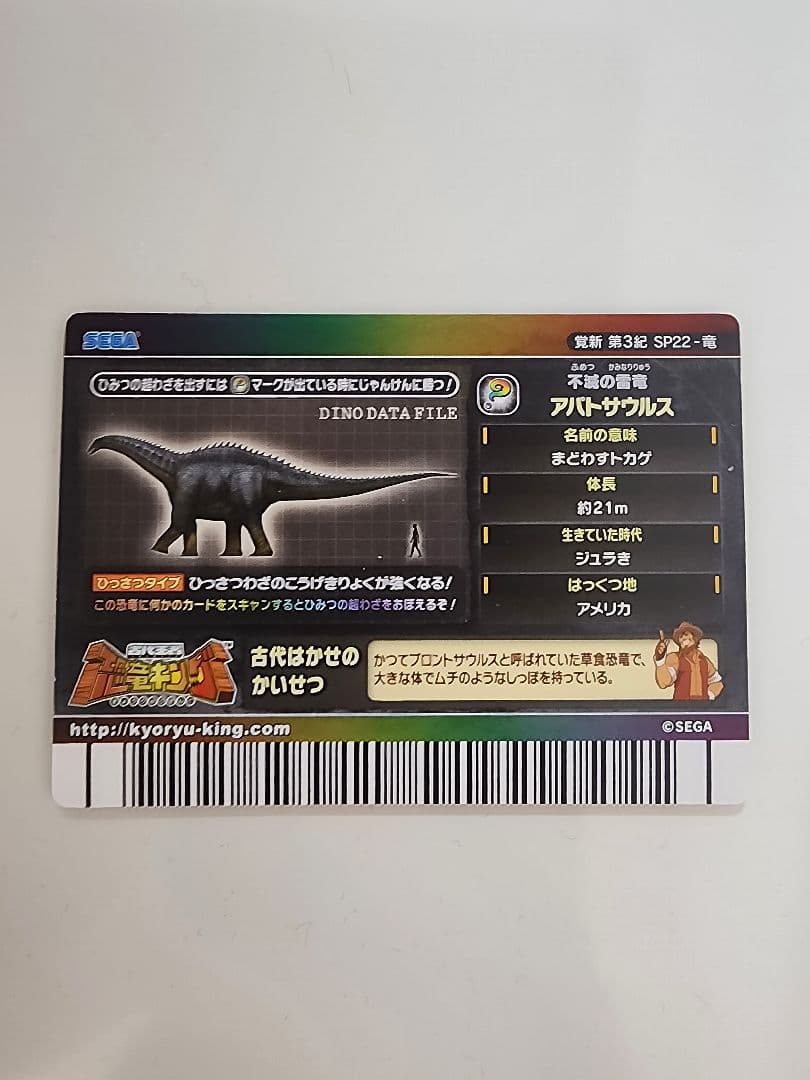 SEGA
覚新 第3紀 SP22-竜
ひみつの超わざを出すには マークが出ている時にじゃんけんに勝つ!
DINO DATA FILE
ふめつ かみなりりゅう
不滅の雷竜
アパトサウルス
名前の意味
まどわすトカゲ
体長
約21m
生きていた時代
ジュラき
はっくつ地
アメリカ
ひっさつタイプ ひっさつわざのこうげきりょくが強くなる!
この恐竜に何かのカードをスキャンするとひみつの超わざをおぼえるぞ!
古代王者
恐竜キング
古代はかせの
かいせつ
かつてブロントサウルスと呼ばれていた草食恐竜で、
大きな体でムチのようなしっぽを持っている。
http://kyoryu-king.com
©SEGA